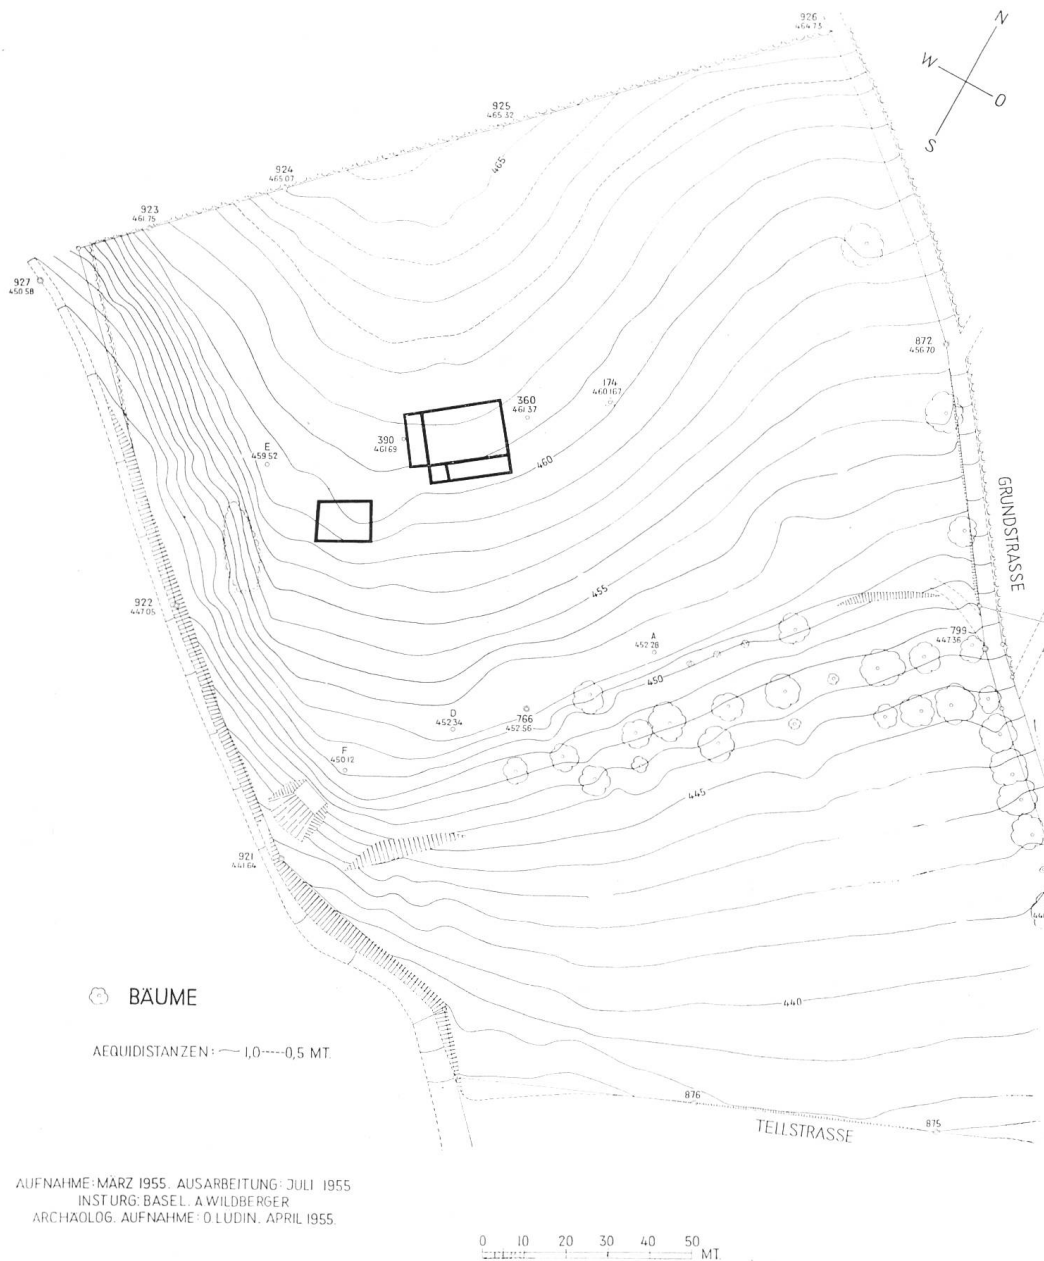 926
464.73
N
W
O
S
925
465.32
465
924
465.07
923
461.75
927
450.58
872
456.70
174
460.167
360
461.37
390
461.69
E
459.52
460
GRUNDSTRASSE
455
922
447.05
A
452.28
799
447.36
450
D
452.34
766
452.56
F
450.12
445
921
441.64
440
BÄUME
AEQUIDISTANZEN: 1,0 0,5 MT.
876
TELLSTRASSE
875
AUFNAHME: MÄRZ 1955. AUSARBEITUNG: JULI 1955
INST URG: BASEL. A WILDBERGER
ARCHÄOLOG. AUFNAHME: O. LUDIN. APRIL 1955.
0 10 20 30 40 50 MT.